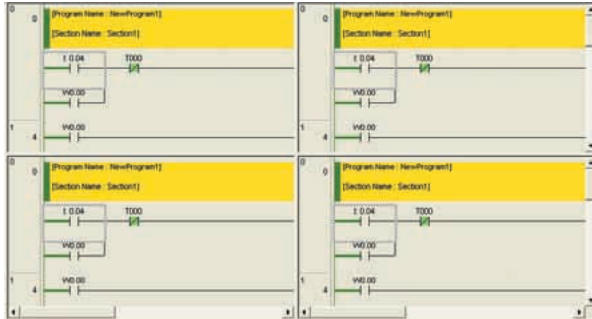 0 0 [Program Name : NewProgram1]
[Section Name : Section1]
I: 0.04 T000
W0.00
1 4 W0.00
0 0 [Program Name : NewProgram1]
[Section Name : Section1]
I: 0.04 T000
W0.00
1 4 W0.00
0 0 [Program Name : NewProgram1]
[Section Name : Section1]
I: 0.04 T000
W0.00
1 4 W0.00
0 0 [Program Name : NewProgram1]
[Section Name : Section1]
I: 0.04 T000
W0.00
1 4 W0.00